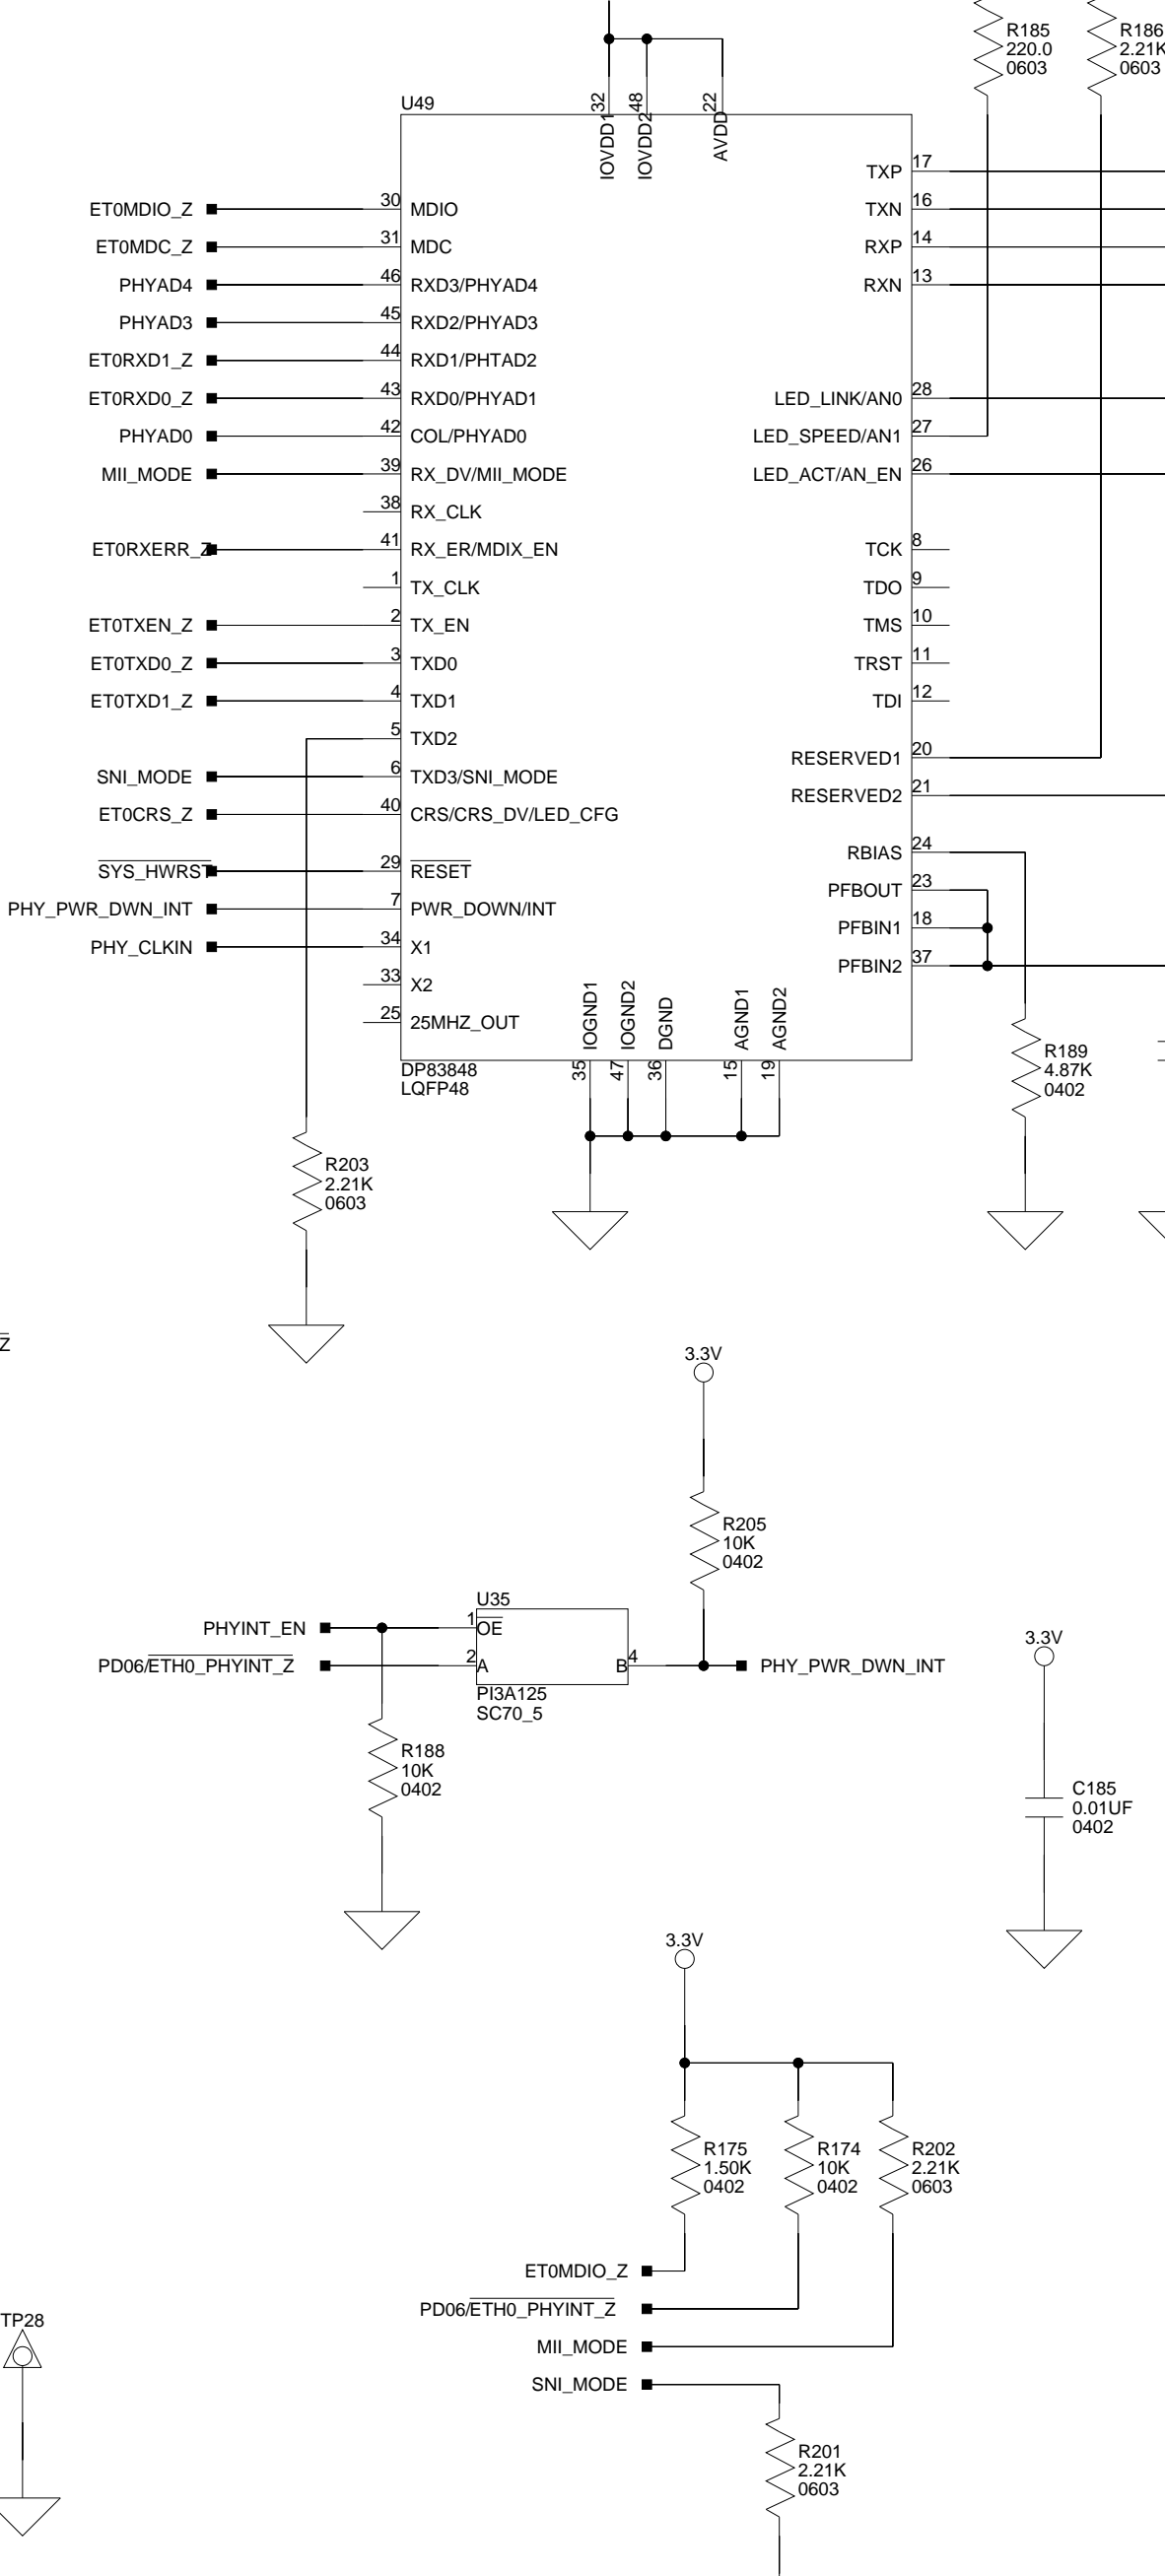 R185
220.0
0603
R186
2.21K
0603
U49
32
48
22
IOVDD1
IOVDD2
AVDD
ET0MDIO_Z 30 MDIO
ET0MDC_Z 31 MDC
PHYAD4 46 RXD3/PHYAD4
PHYAD3 45 RXD2/PHYAD3
ET0RXD1_Z 44 RXD1/PHTAD2
ET0RXD0_Z 43 RXD0/PHYAD1
PHYAD0 42 COL/PHYAD0
MII_MODE 39 RX_DV/MII_MODE
38 RX_CLK
ET0RXERR_Z 41 RX_ER/MDIX_EN
1 TX_CLK
ET0TXEN_Z 2 TX_EN
ET0TXD0_Z 3 TXD0
ET0TXD1_Z 4 TXD1
5 TXD2
SNI_MODE 6 TXD3/SNI_MODE
ET0CRS_Z 40 CRS/CRS_DV/LED_CFG
SYS_HWRST 29 RESET
PHY_PWR_DWN_INT 7 PWR_DOWN/INT
PHY_CLKIN 34 X1
33 X2
25 25MHZ_OUT
TXP 17
TXN 16
RXP 14
RXN 13
LED_LINK/AN0 28
LED_SPEED/AN1 27
LED_ACT/AN_EN 26
TCK 8
TDO 9
TMS 10
TRST 11
TDI 12
RESERVED1 20
RESERVED2 21
RBIAS 24
PFBOUT 23
PFBIN1 18
PFBIN2 37
IOGND1
IOGND2
DGND
AGND1
AGND2
35
47
36
15
19
DP83848
LQFP48
R189
4.87K
0402
R203
2.21K
0603
Z
3.3V
R205
10K
0402
U35
PHYINT_EN 1 OE
PD06/ETH0_PHYINT_Z 2 A
B 4 PHY_PWR_DWN_INT
PI3A125
SC70_5
R188
10K
0402
3.3V
C185
0.01UF
0402
3.3V
R175
1.50K
0402
R174
10K
0402
R202
2.21K
0603
ET0MDIO_Z
PD06/ETH0_PHYINT_Z
MII_MODE
SNI_MODE
TP28
R201
2.21K
0603